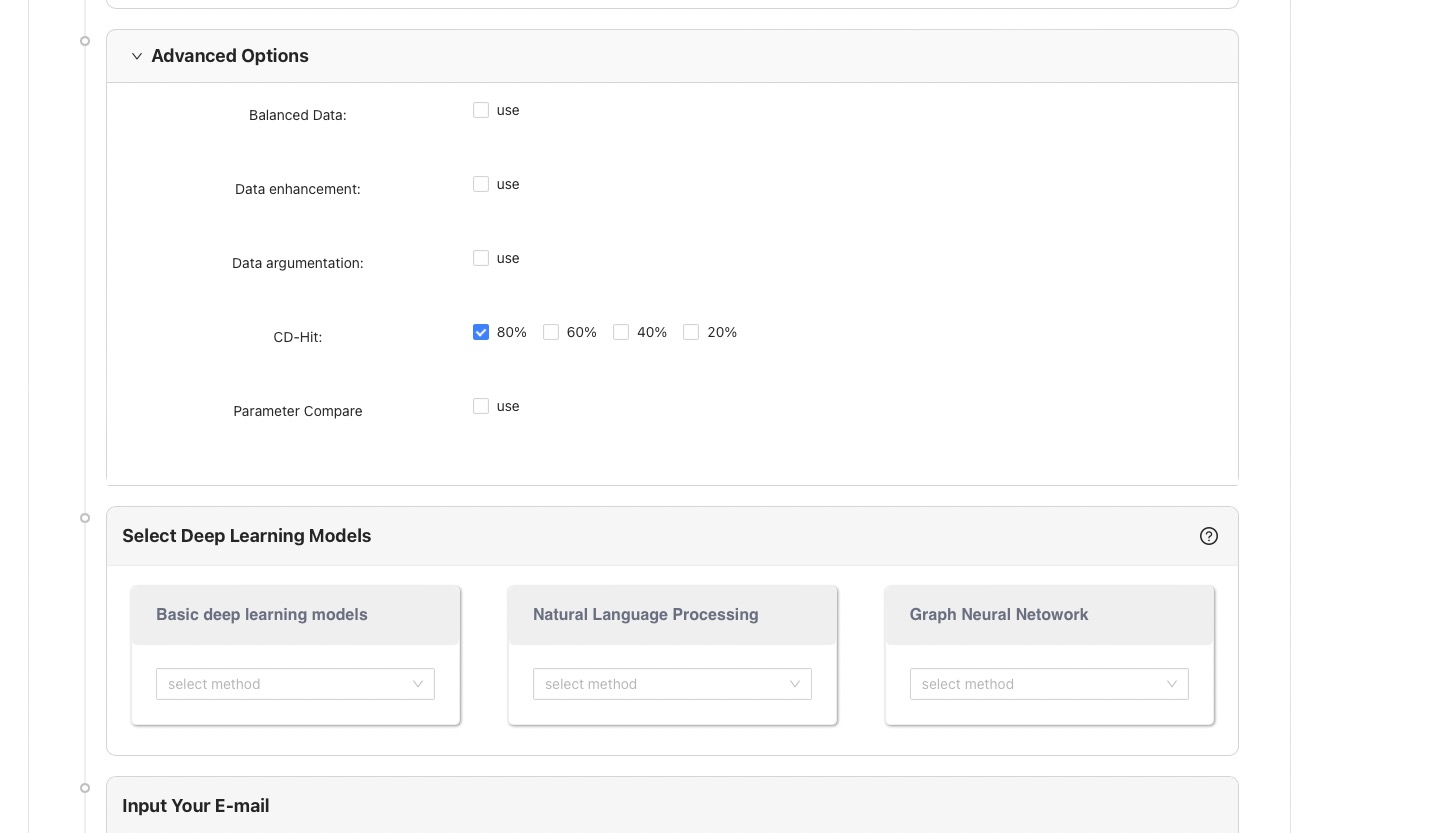 Advanced Options
Balanced Data:
use
Data enhancement:
use
Data argumentation:
use
CD-Hit:
80% 60% 40% 20%
Parameter Compare
use
Select Deep Learning Models
Basic deep learning models
select method
Natural Language Processing
select method
Graph Neural Netowork
select method
Input Your E-mail